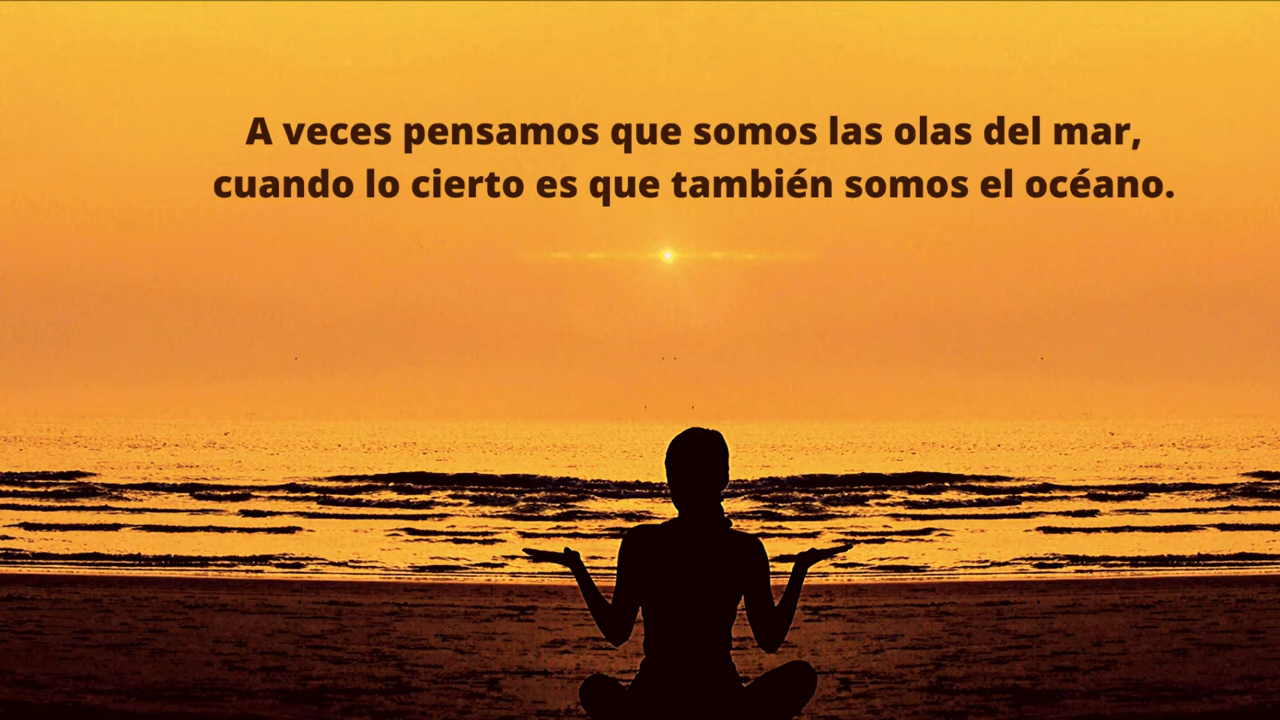 A veces pensamos que somos las olas del mar,
cuando lo cierto es que también somos el océano.